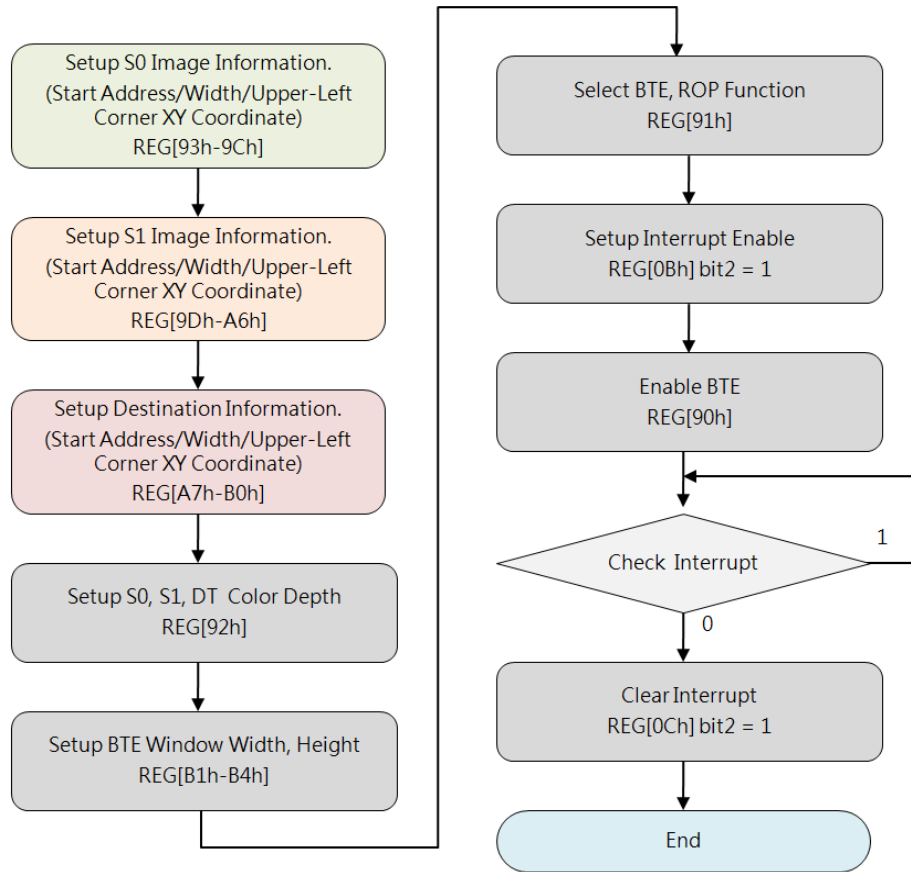 Setup S0 Image Information.
(Start Address/Width/Upper-Left
Corner XY Coordinate)
REG[93h-9Ch]
Setup S1 Image Information.
(Start Address/Width/Upper-Left
Corner XY Coordinate)
REG[9Dh-A6h]
Setup Destination Information.
(Start Address/Width/Upper-Left
Corner XY Coordinate)
REG[A7h-B0h]
Setup S0, S1, DT Color Depth
REG[92h]
Setup BTE Window Width, Height
REG[B1h-B4h]
Select BTE, ROP Function
REG[91h]
Setup Interrupt Enable
REG[0Bh] bit2 = 1
Enable BTE
REG[90h]
Check Interrupt
1
0
Clear Interrupt
REG[0Ch] bit2 = 1
End